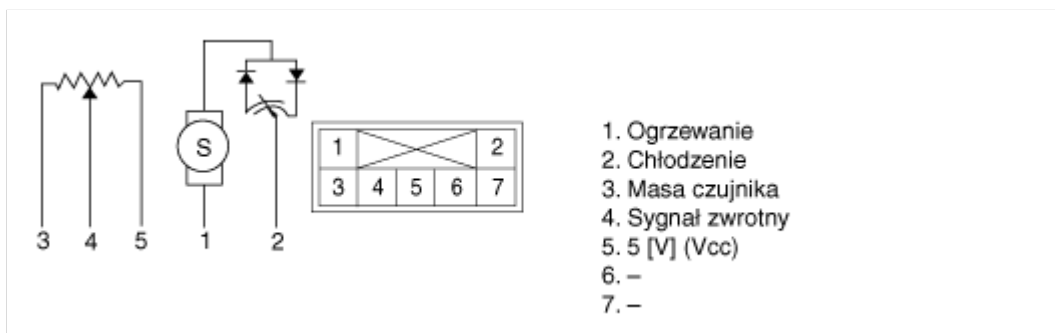 S
3 4 5 1 2
1 2
3 4 5 6 7
1. Ogrzewanie
2. Chłodzenie
3. Masa czujnika
4. Sygnał zwrotny
5. 5 [V] (Vcc)
6. –
7. –